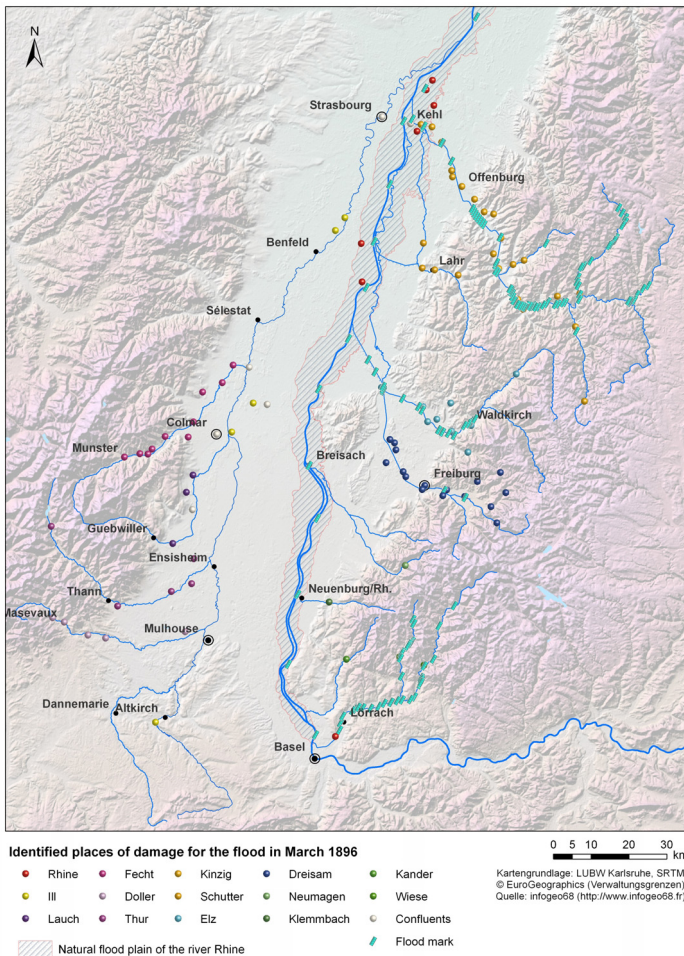 N
Strasbourg
Kehl
Offenburg
Benfeld
Lahr
Sélestat
Colmar
Waldkirch
Munster
Breisach
Freiburg
Guebwiller
Ensisheim
Thann
Neuenburg/Rh.
Masevaux
Mulhouse
Dannemarie
Altkirch
Lörrach
Basel
Identified places of damage for the flood in March 1896
0 5 10 20 30
km
Rhine Fecht Kinzig Dreisam Kander
Ill Doller Schutter Neumagen Wiese
Lauch Thur Elz Klemmbach Confluents
Natural flood plain of the river Rhine
Flood mark
Kartengrundlage: LUBW Karlsruhe, SRTM
© EuroGeographics (Verwaltungsgrenzen)
Quelle: infogeo68 (http://www.infogeo68.fr)